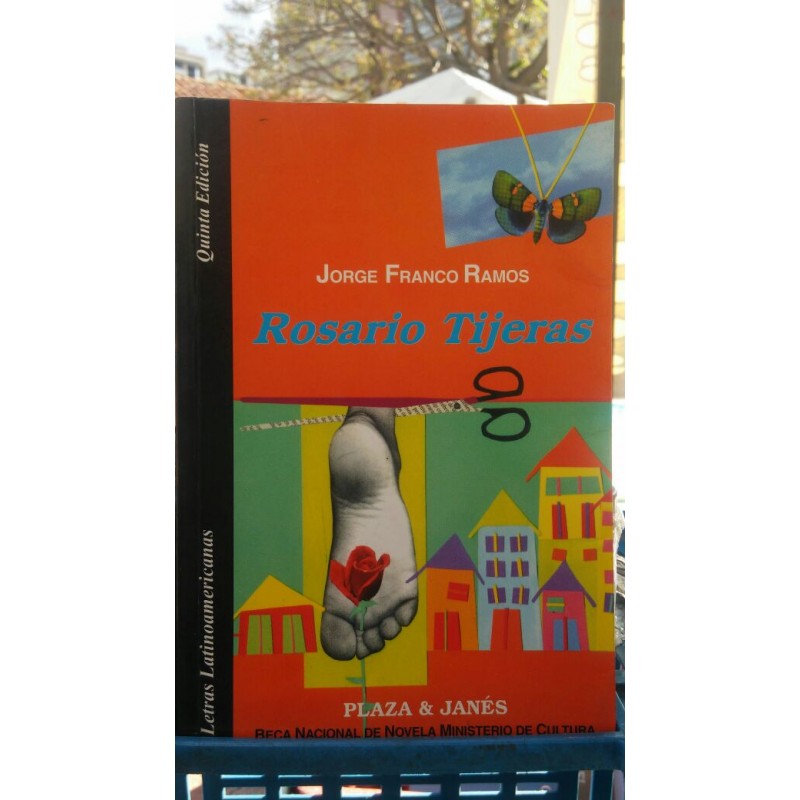 Quinta Edición
Letras Latinoamericanas
JORGE FRANCO RAMOS
Rosario Tijeras
PLAZA & JANÉS
BECA NACIONAL DE NOVELA MINISTERIO DE CULTURA